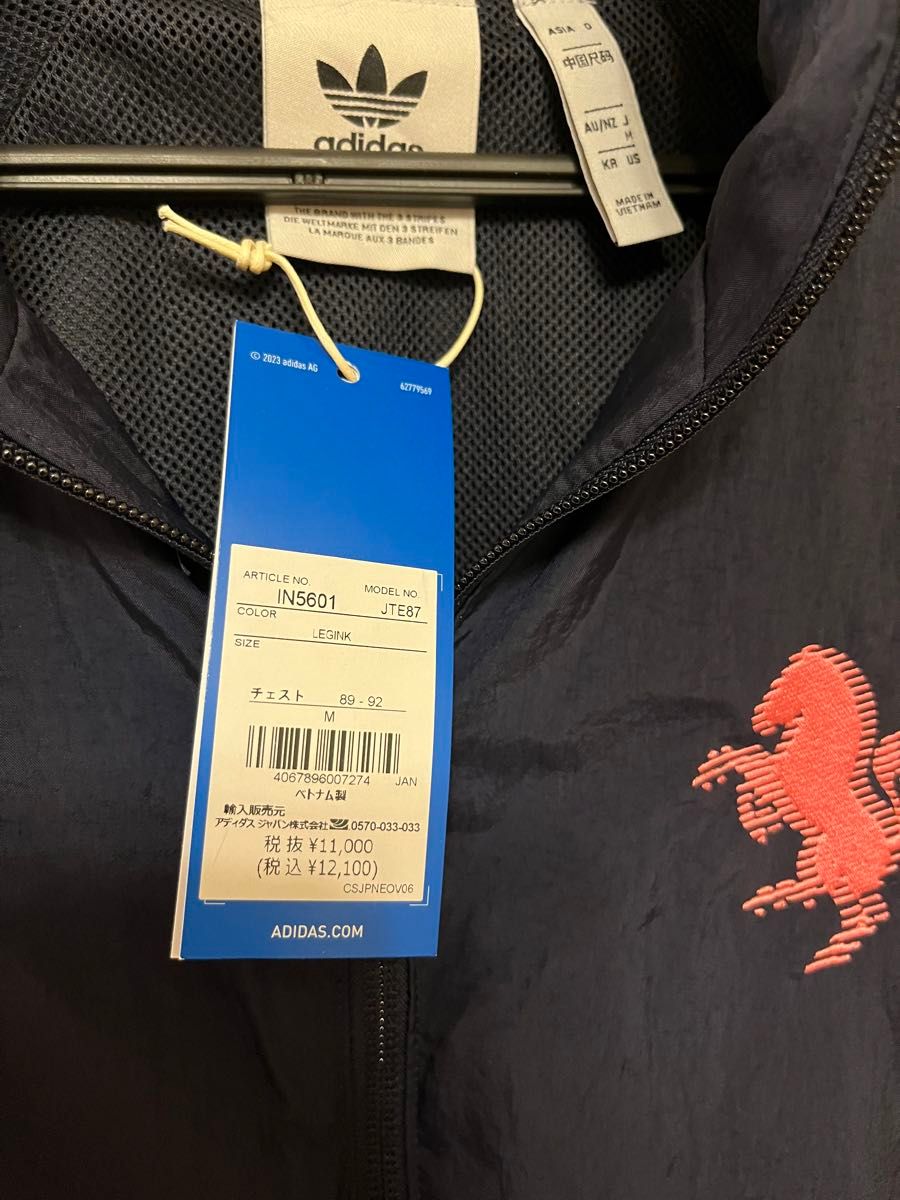 adidas
THE BRAND WITH THE 3 STRIPES
DIE WELTMARKE MIT DEN 3 STREIFEN
LA MARQUE AUX 3 BANDES
ASIA O
中国尺码
AU/NZ J
M
KR US
MADE IN
VIETNAM
© 2023 adidas AG
62779569
ARTICLE NO.
IN5601
MODEL NO.
JTE87
COLOR
LEGINK
SIZE
チェスト 89 - 92
M
4067896007274 JAN
ベトナム製
輸入販売元
アディダス ジャパン株式会社 0570-033-033
税抜 ¥11,000
(税込 ¥12,100)
CSJPNEOV06
ADIDAS.COM